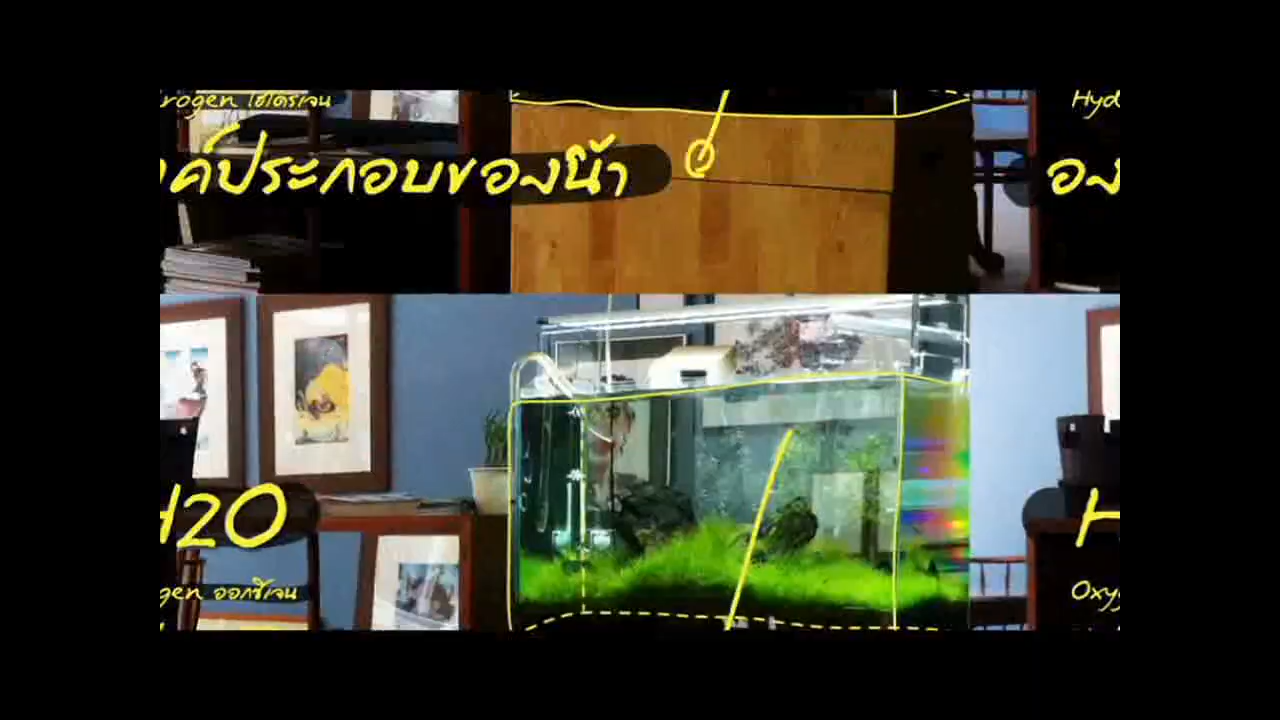 rogen ไฮโดรเจน
Hyd
ค์ประกอบของน้ำ
อง
H2O
H
gen ออกซิเจน
Oxy